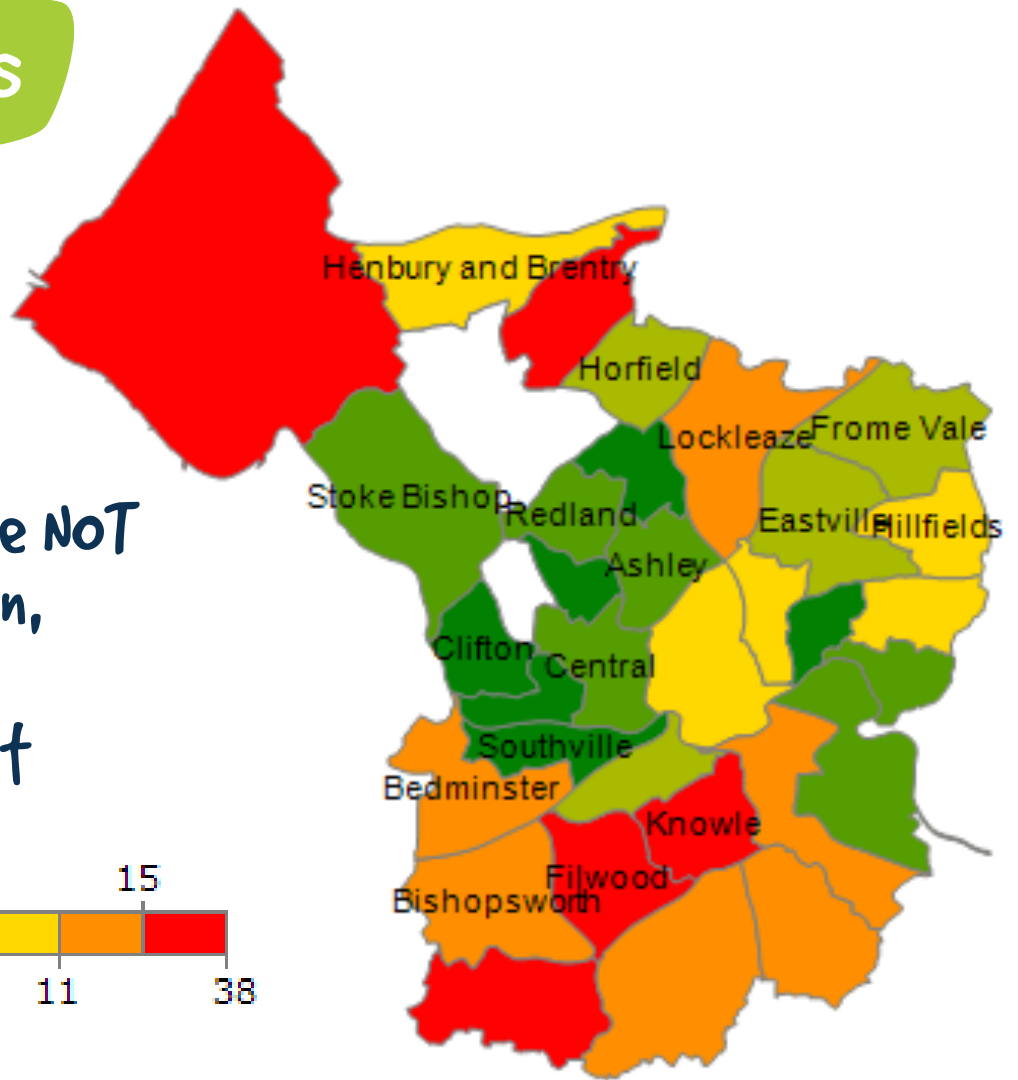 s
Henbury and Brentry
Horfield
Lockleaze
Frome Vale
Stoke Bishop
Redland
Eastville
Hillfields
e NOT
Ashley
n,
Clifton
Central
t
Southville
Bedminster
Knowle
Filwood
Bishopsworth
15
11
38